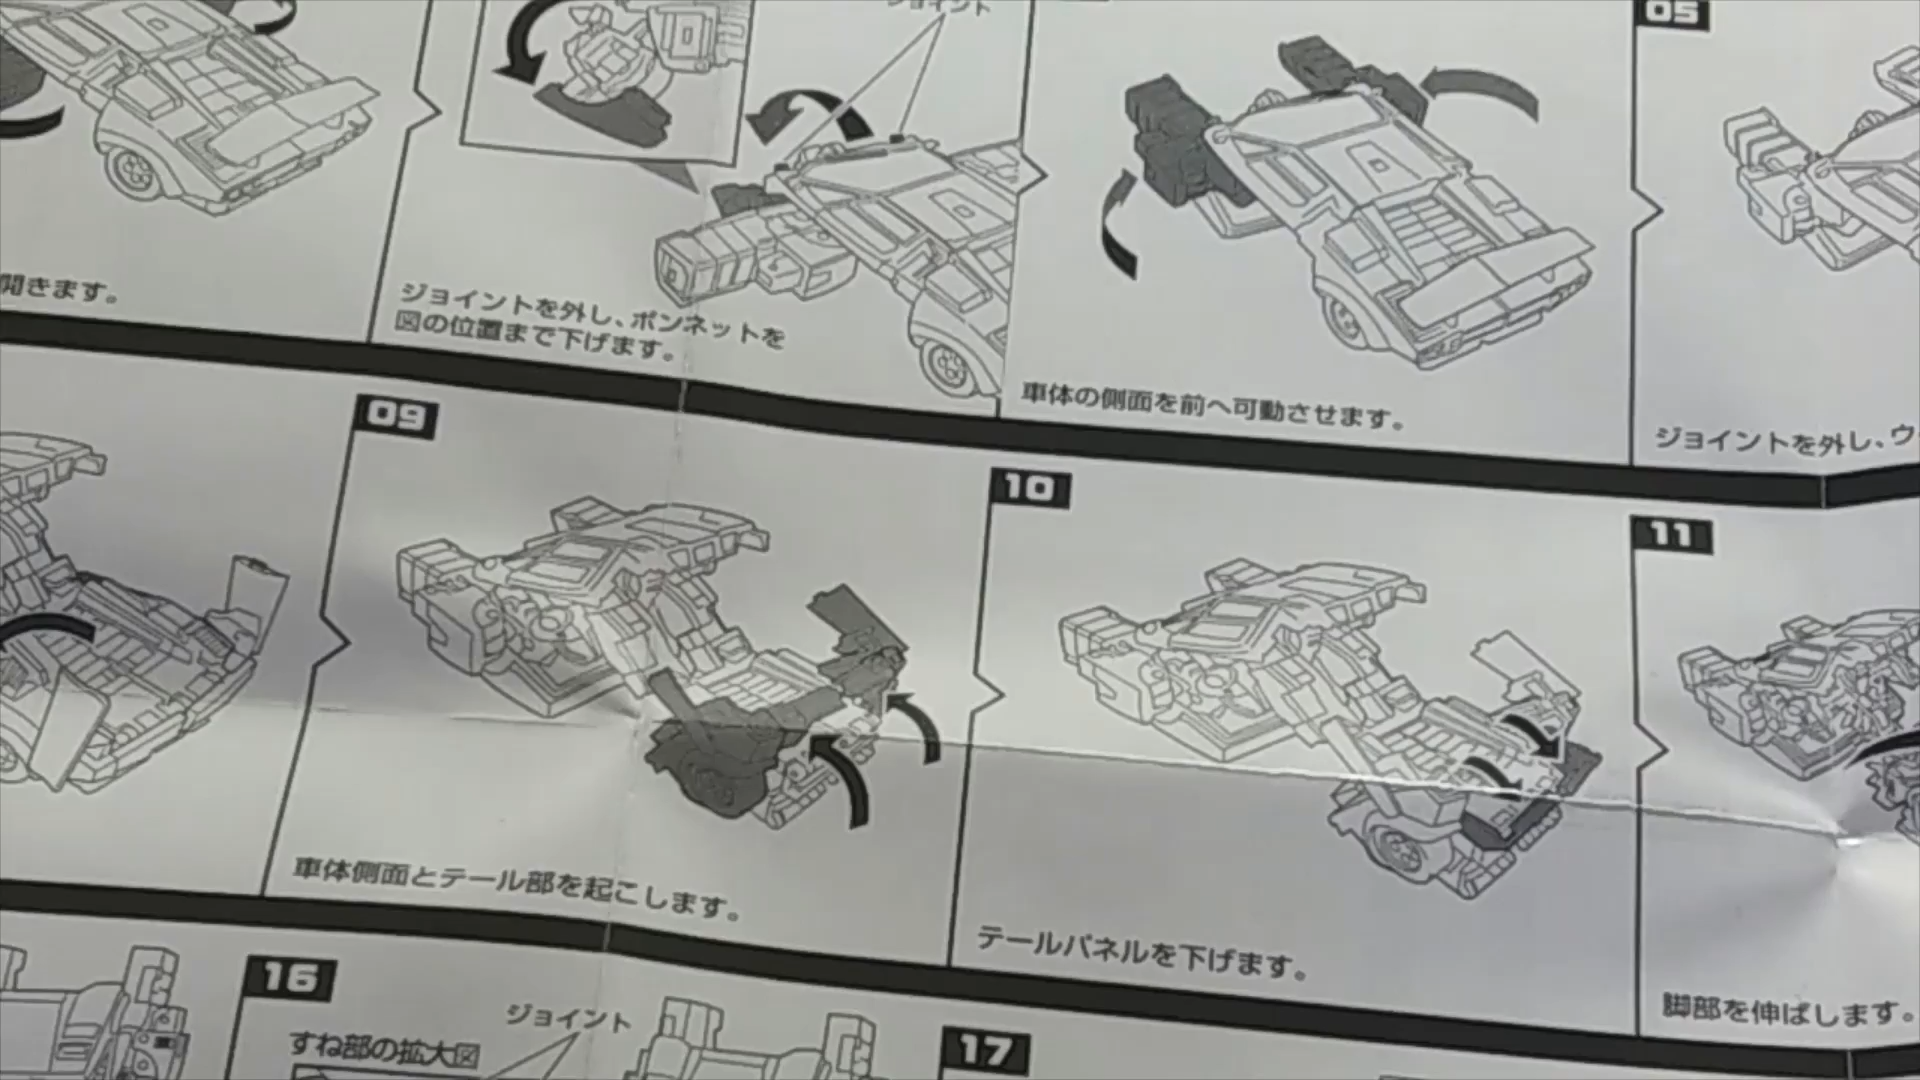 ジョイント
05
開きます。
ジョイントを外し、ボンネットを
図の位置まで下げます。
車体の側面を前へ可動させます。
ジョイントを外し、ウ
09
10
11
車体側面とテール部を起こします。
テールパネルを下げます。
脚部を伸ばします。
16
ジョイント
すね部の拡大図
17